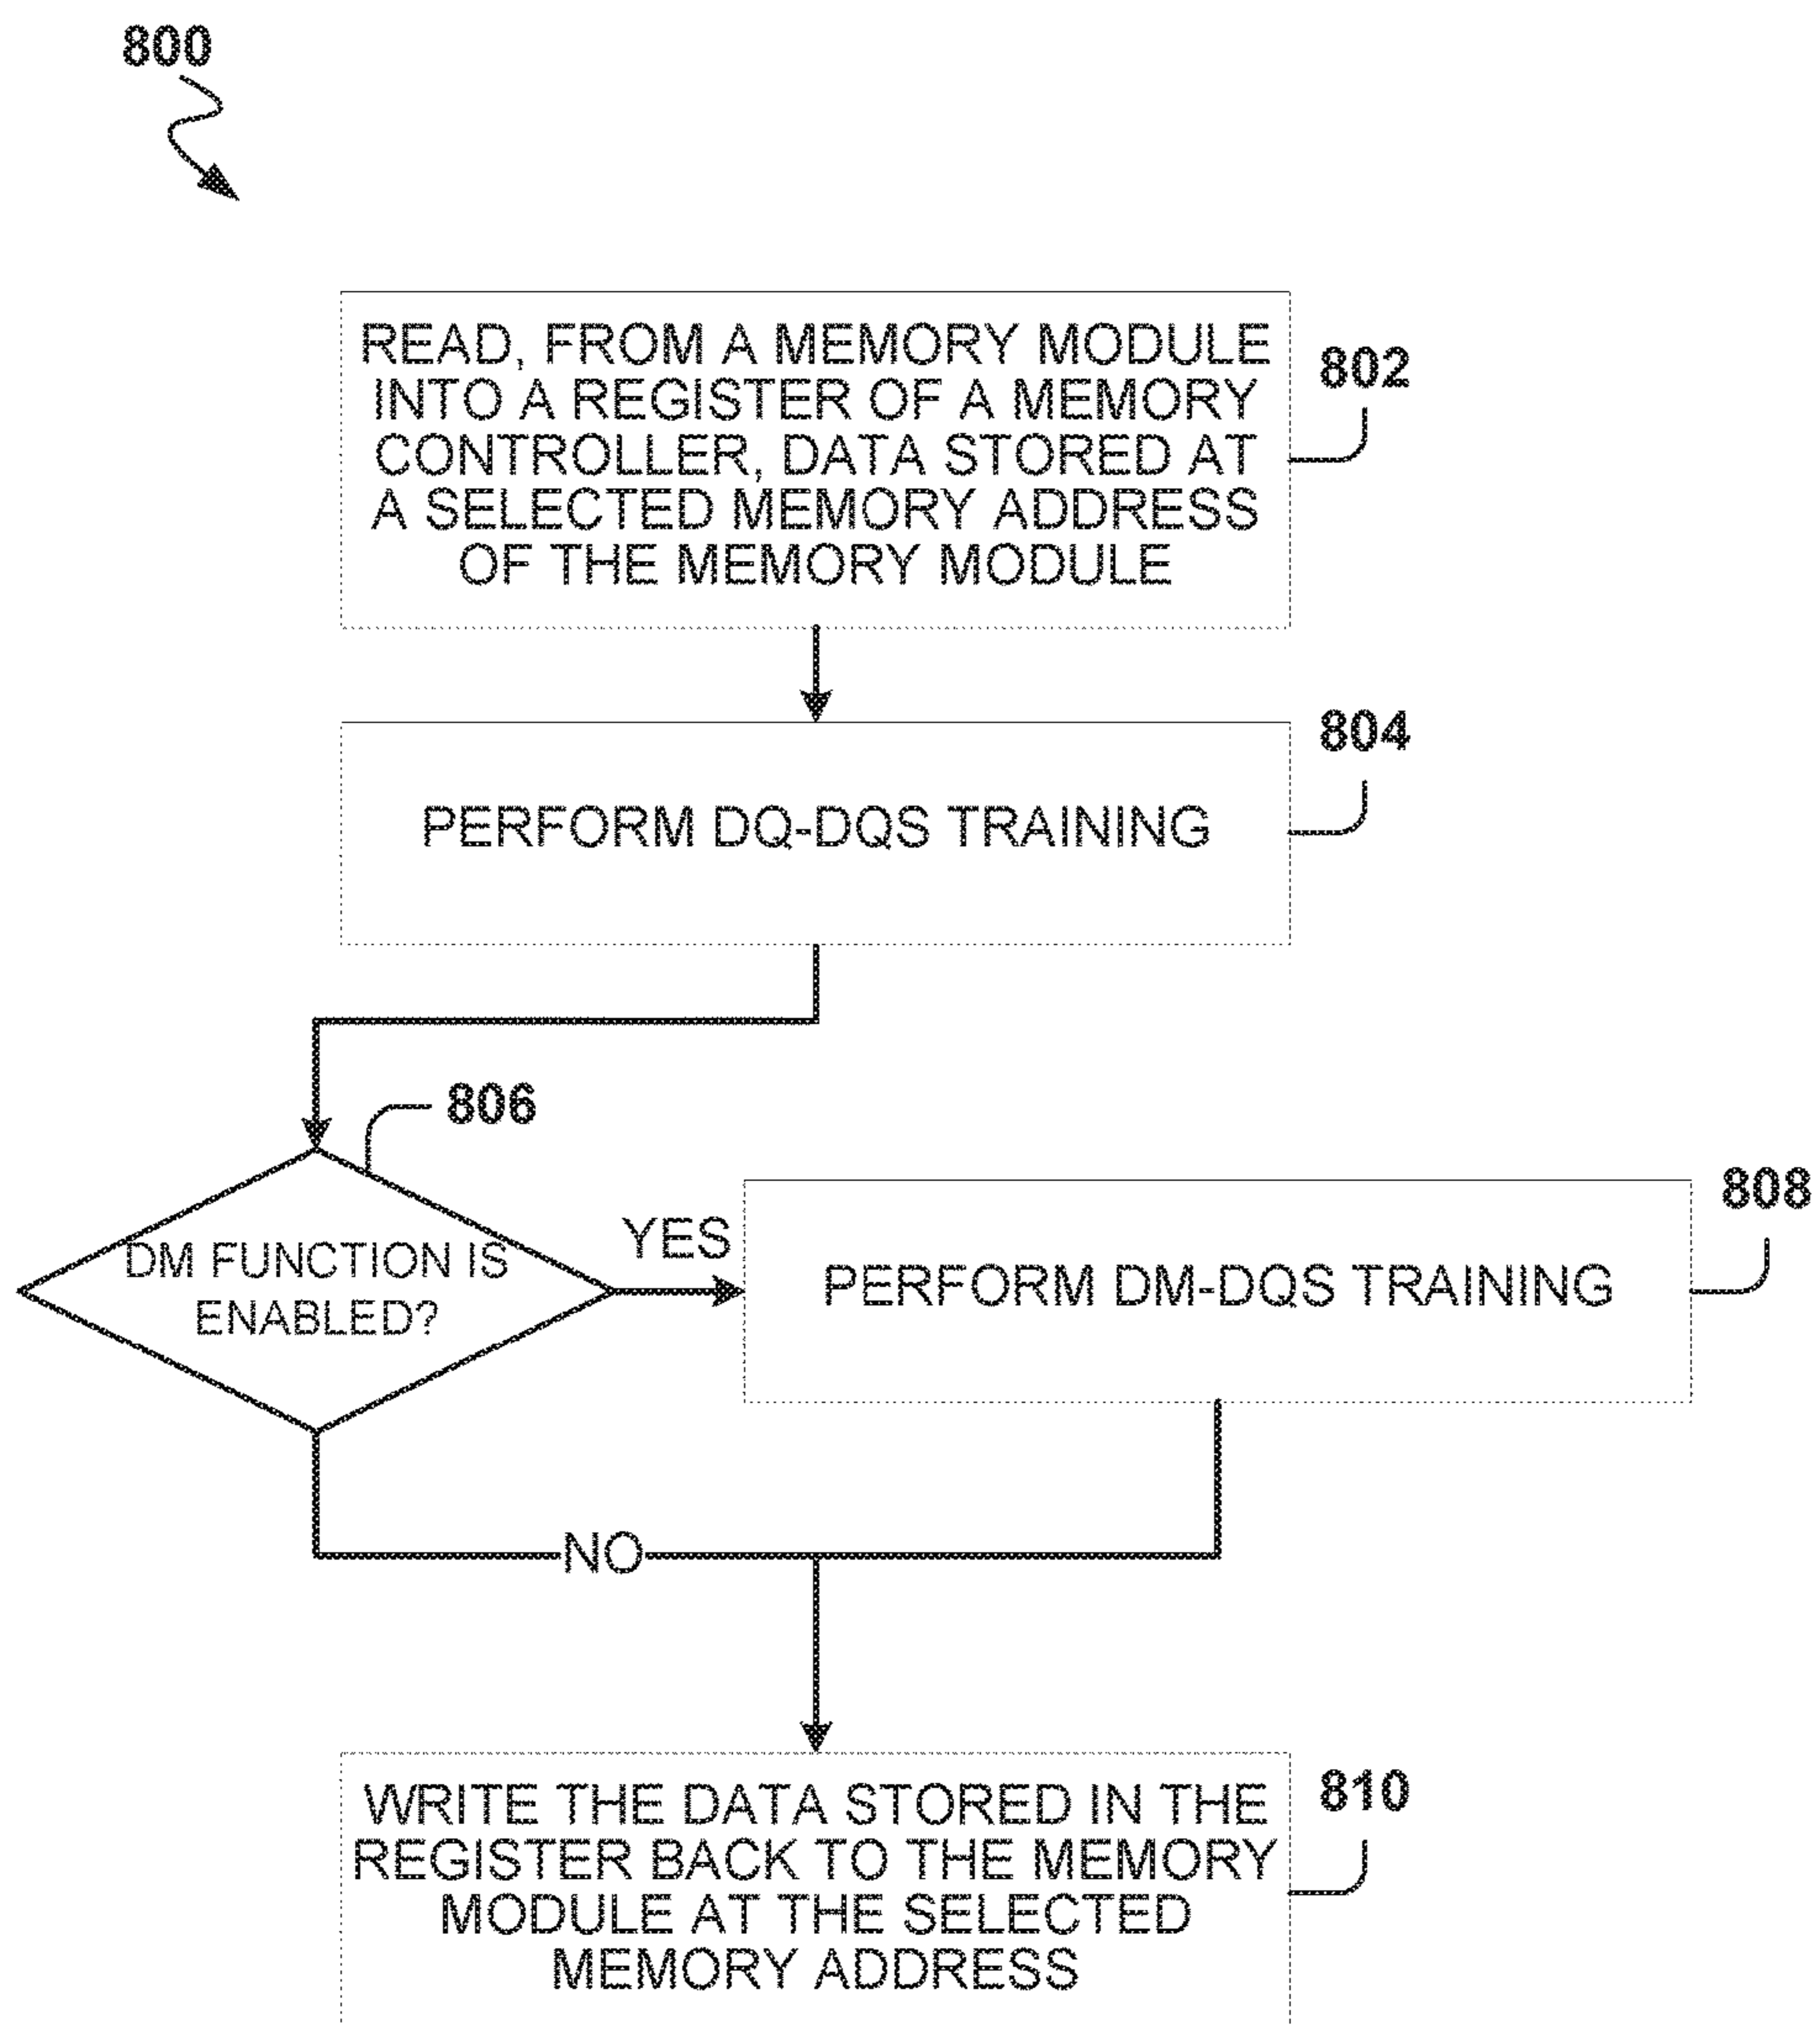 800
READ, FROM A MEMORY MODULE
INTO A REGISTER OF A MEMORY
CONTROLLER, DATA STORED AT
A SELECTED MEMORY ADDRESS
OF THE MEMORY MODULE
802
PERFORM DQ-DQS TRAINING
804
DM FUNCTION IS
ENABLED?
806
YES
PERFORM DM-DQS TRAINING
808
NO
WRITE THE DATA STORED IN THE
REGISTER BACK TO THE MEMORY
MODULE AT THE SELECTED
MEMORY ADDRESS
810